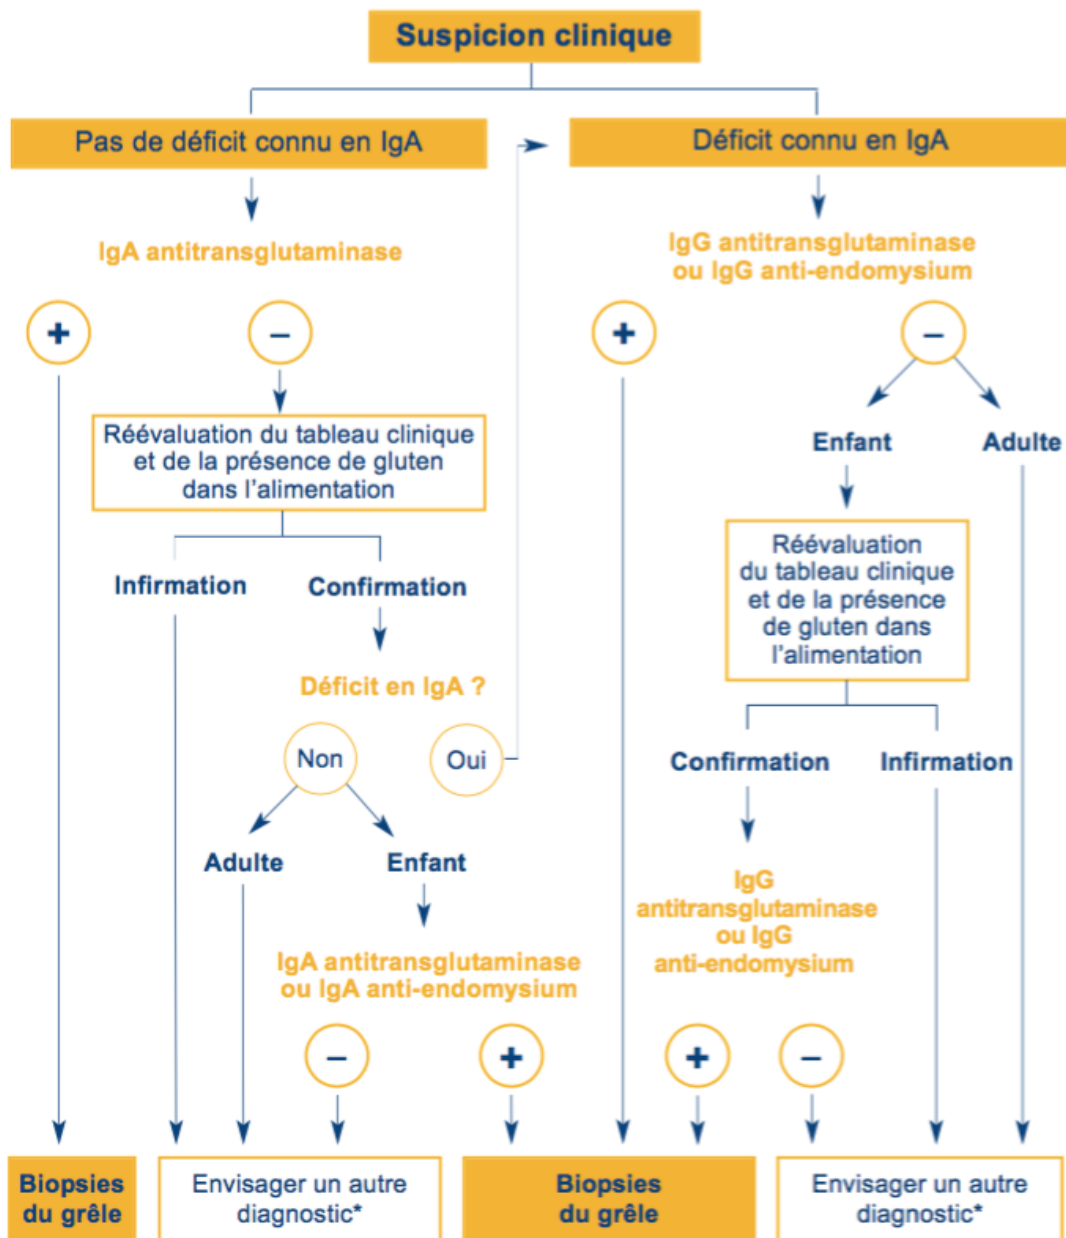 Suspicion clinique
Pas de déficit connu en IgA
Déficit connu en IgA
IgA antitransglutaminase
IgG antitransglutaminase
ou IgG anti-endomysium
+
–
+
–
Réévaluation du tableau clinique
et de la présence de gluten
dans l'alimentation
Enfant
Adulte
Réévaluation
du tableau clinique
et de la présence
de gluten dans
l'alimentation
Infirmation
Confirmation
Déficit en IgA ?
Non
Oui
Confirmation
Infirmation
Adulte
Enfant
IgG
antitransglutaminase
ou IgG
anti-endomysium
IgA antitransglutaminase
ou IgA anti-endomysium
–
+
+
–
Biopsies
du grêle
Envisager un autre
diagnostic*
Biopsies
du grêle
Envisager un autre
diagnostic*